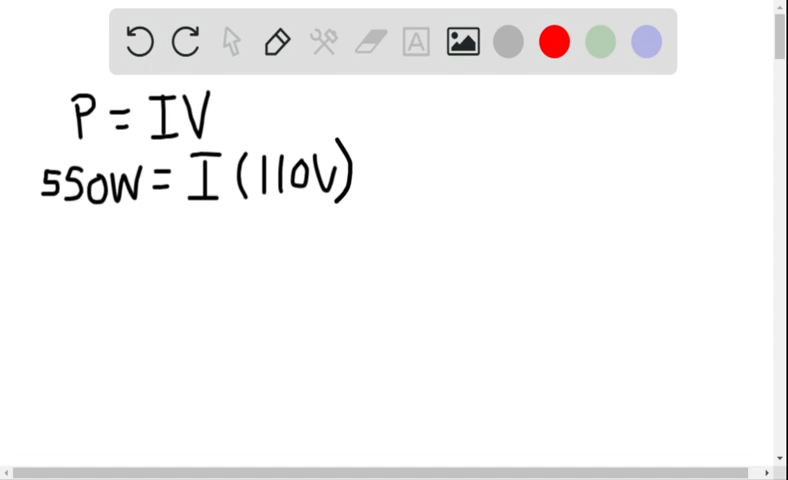 P = IV
550W = I (110V)